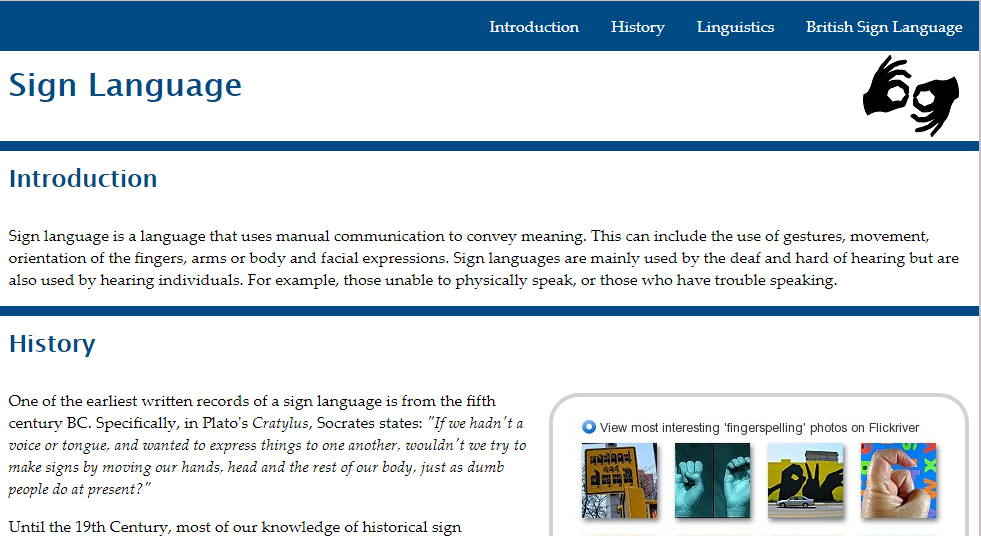 Introduction History Linguistics British Sign Language
Sign Language
Introduction
Sign language is a language that uses manual communication to convey meaning. This can include the use of gestures, movement,
orientation of the fingers, arms or body and facial expressions. Sign languages are mainly used by the deaf and hard of hearing but are
also used by hearing individuals. For example, those unable to physically speak, or those who have trouble speaking.
History
One of the earliest written records of a sign language is from the fifth
century BC. Specifically, in Plato's Cratylus, Socrates states: "If we hadn't a
voice or tongue, and wanted to express things to one another, wouldn't we try to
make signs by moving our hands, head and the rest of our body, just as dumb
people do at present?"
Until the 19th Century, most of our knowledge of historical sign
View most interesting 'fingerspelling' photos on Flickriver